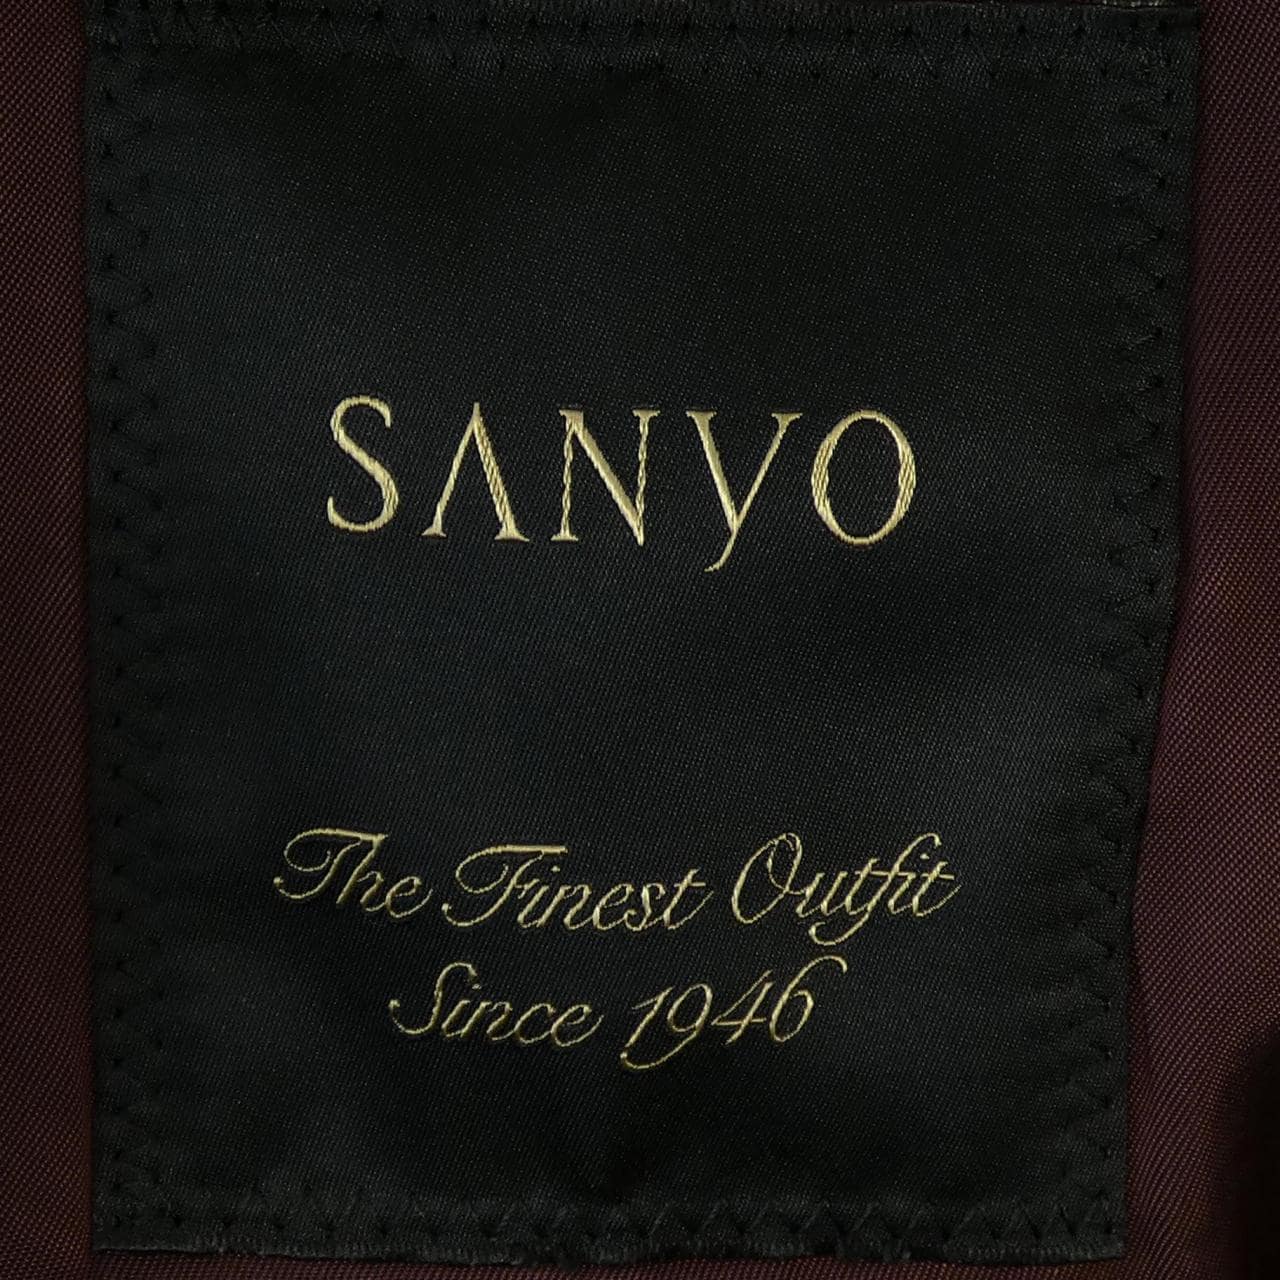 SANYO
The Finest Outfit
Since 1946